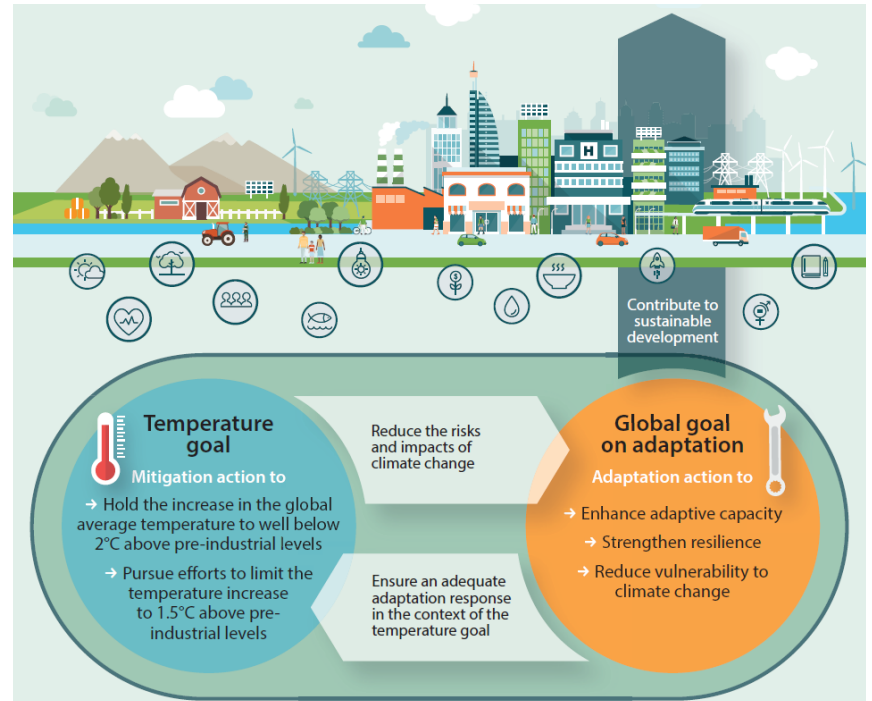 H
$
Contribute to
sustainable
development
Temperature
goal
Mitigation action to
→ Hold the increase in the global
average temperature to well below
2°C above pre-industrial levels
→ Pursue efforts to limit the
temperature increase
to 1.5°C above pre-
industrial levels
Reduce the risks
and impacts of
climate change
Ensure an adequate
adaptation response
in the context of the
temperature goal
Global goal
on adaptation
Adaptation action to
→ Enhance adaptive capacity
→ Strengthen resilience
→ Reduce vulnerability to
climate change